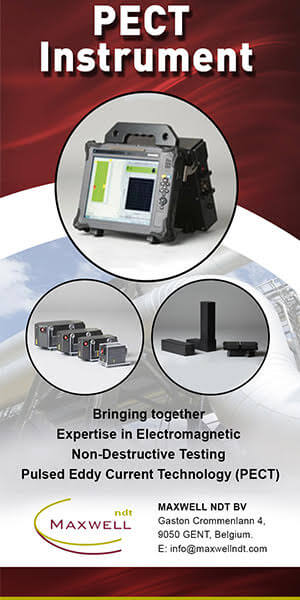 PECT
Instrument
Bringing together
Expertise in Electromagnetic
Non-Destructive Testing
Pulsed Eddy Current Technology (PECT)
ndt
MAXWELL
MAXWELL NDT BV
Gaston Crommenlann 4,
9050 GENT, Belgium.
E: info@maxwellndt.com